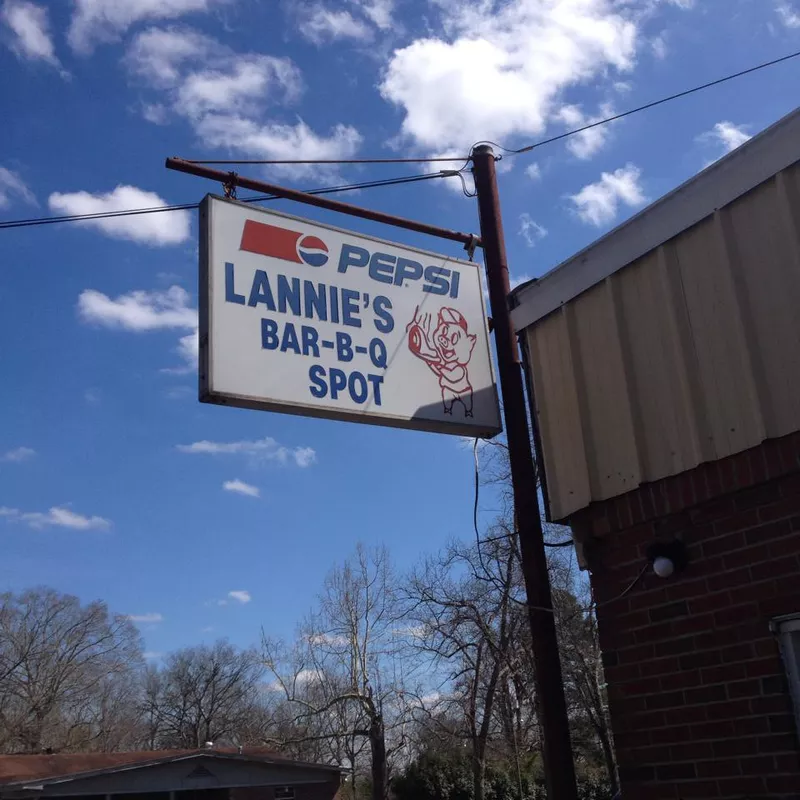 PEPSI
LANNIE'S
BAR-B-Q
SPOT